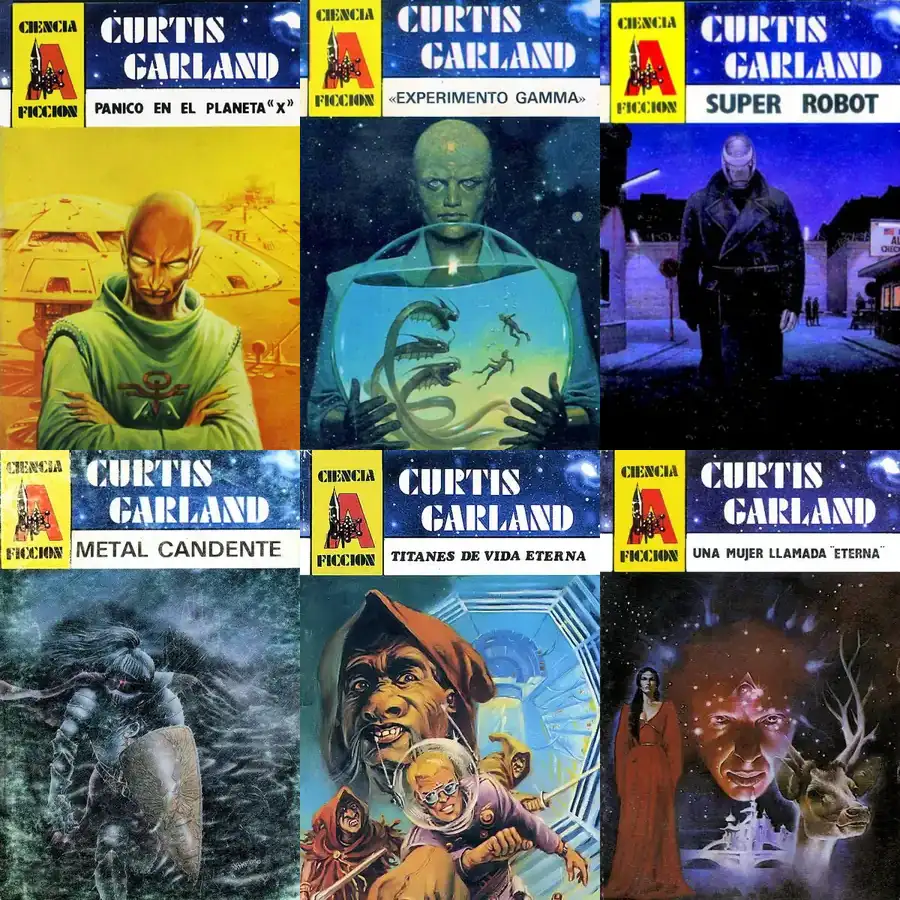 CIENCIA
A
FICCION
CURTIS
GARLAND
PANICO EN EL PLANETA "X"
CIENCIA
A
FICCION
CURTIS
GARLAND
«EXPERIMENTO GAMMA»
CIENCIA
A
FICCION
CURTIS
GARLAND
SUPER ROBOT
CIENCIA
A
FICCION
CURTIS
GARLAND
METAL CANDENTE
CIENCIA
A
FICCION
CURTIS
GARLAND
TITANES DE VIDA ETERNA
CIENCIA
A
FICCION
CURTIS
GARLAND
UNA MUJER LLAMADA "ETERNA"